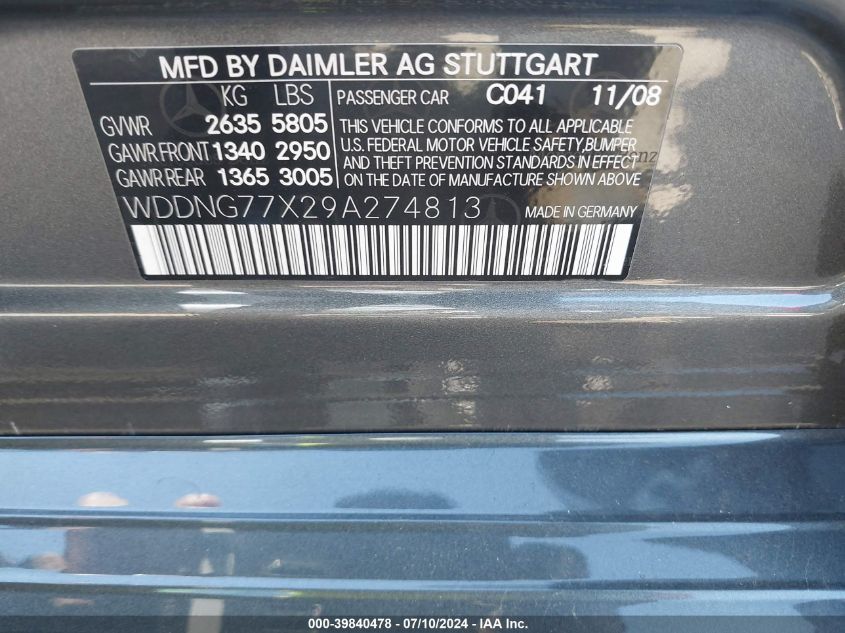 MFD BY DAIMLER AG STUTTGART
KG LBS PASSENGER CAR C041 11/08
GVWR 2635 5805 THIS VEHICLE CONFORMS TO ALL APPLICABLE
U.S. FEDERAL MOTOR VEHICLE SAFETY,BUMPER
GAWR FRONT 1340 2950 AND THEFT PREVENTION STANDARDS IN EFFECT
GAWR REAR 1365 3005 ON THE DATE OF MANUFACTURE SHOWN ABOVE
WDDNG77X29A274813 MADE IN GERMANY
000-39840478 - 07/10/2024 - IAA Inc.